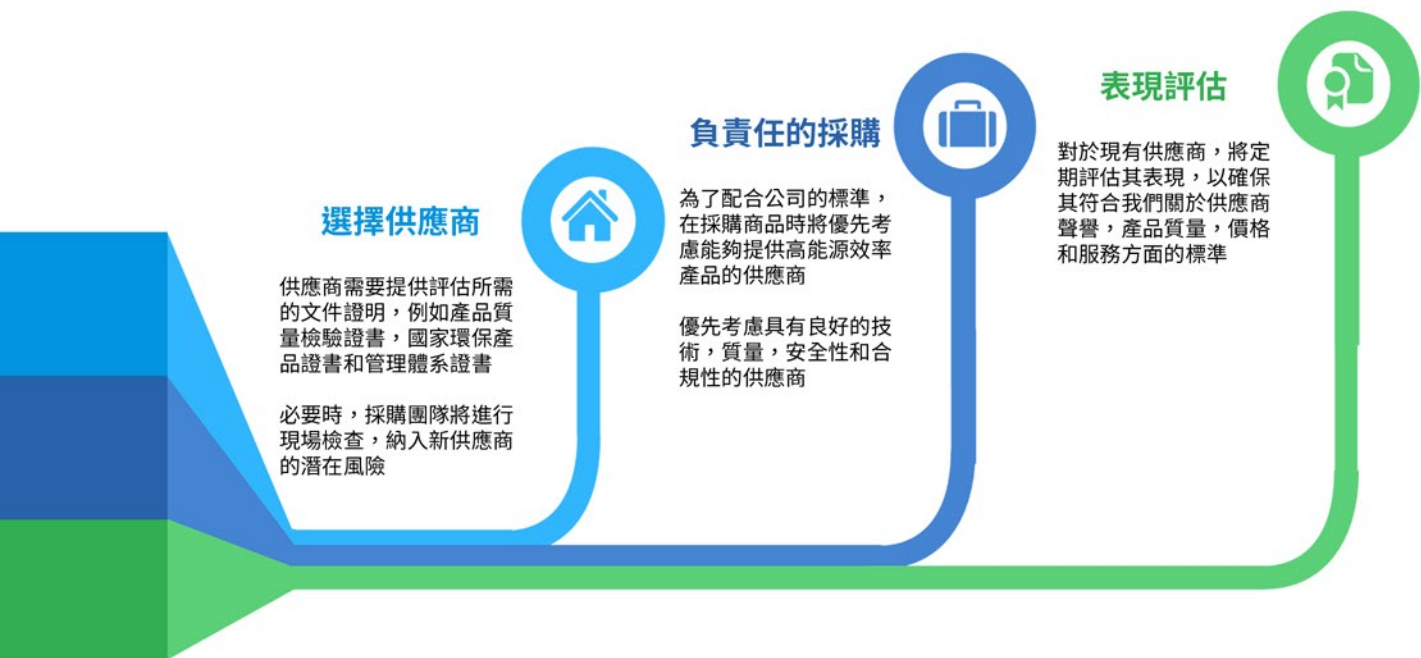 選擇供應商
供應商需要提供評估所需
的文件證明，例如產品質
量檢驗證書，國家環保產
品證書和管理體系證書
必要時，採購團隊將進行
現場檢查，納入新供應商
的潛在風險
負責任的採購
為了配合公司的標準，
在採購商品時將優先考
慮能夠提供高能源效率
產品的供應商
優先考慮具有良好的技
術，質量，安全性和合
規性的供應商
表現評估
對於現有供應商，將定
期評估其表現，以確保
其符合我們關於供應商
聲譽，產品質量，價格
和服務方面的標準